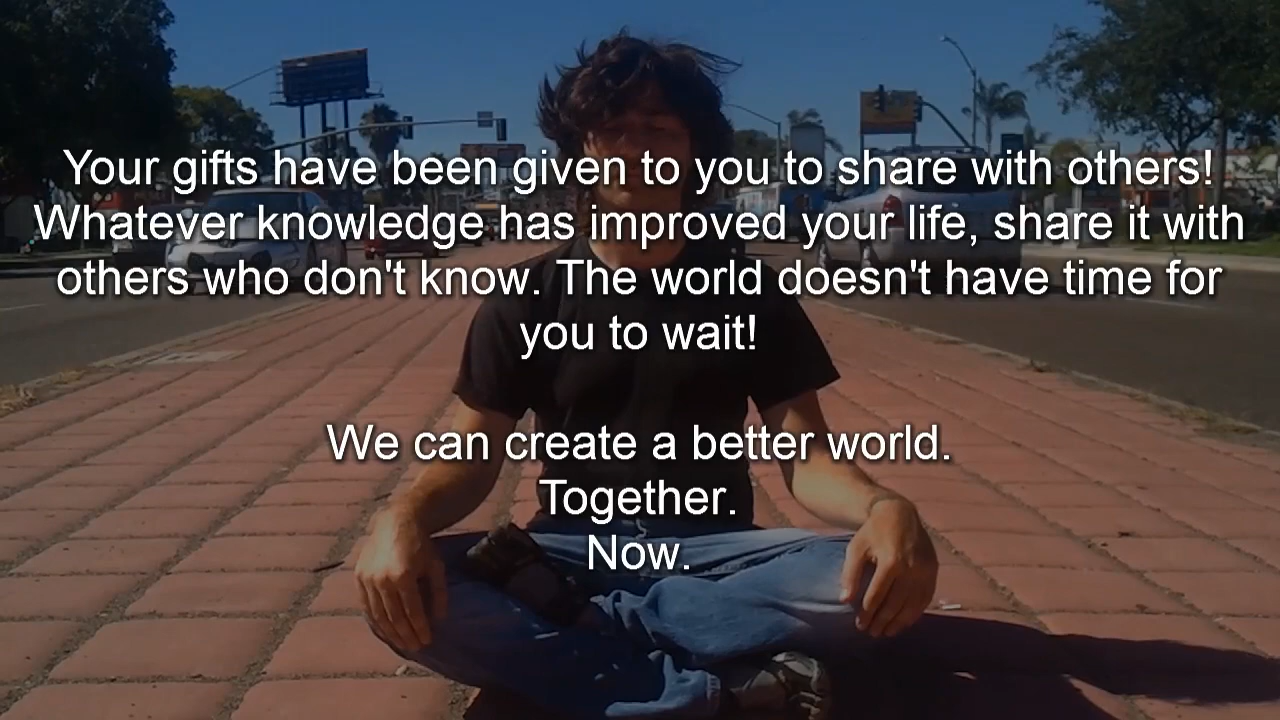 Your gifts have been given to you to share with others!
Whatever knowledge has improved your life, share it with
others who don't know. The world doesn't have time for
you to wait!
We can create a better world.
Together.
Now.